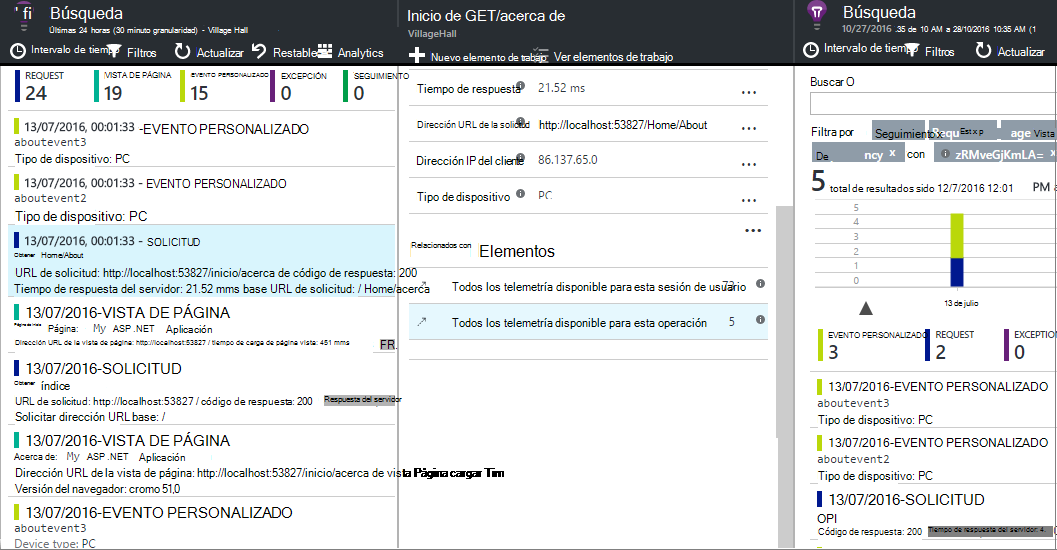 Búsqueda
Últimas 24 horas (30 minuto granularidad) - Village Hall
Intervalo de tiempo
Filtros
Actualizar
Restablecer
Analytics
REQUEST
24
VISTA DE PÁGINA
19
EVENTO PERSONALIZADO
15
EXCEPCIÓN
0
SEGUIMIENTO
0
13/07/2016, 00:01:33 -EVENTO PERSONALIZADO
aboutevent3
Tipo de dispositivo: PC
13/07/2016, 00:01:33 - EVENTO PERSONALIZADO
aboutevent2
Tipo de dispositivo: PC
13/07/2016, 00:01:33 - SOLICITUD
Obtener Home/About
URL de solicitud: http://localhost:53827/inicio/acerca de código de respuesta: 200
Tiempo de respuesta del servidor: 21.52 mms base URL de solicitud: / Home/acerca
13/07/2016-VISTA DE PÁGINA
Página de inicio Página: My ASP .NET Aplicación
Dirección URL de la vista de página: http://localhost:53827 / tiempo de carga de página vista: 451 mms
FR.
13/07/2016-SOLICITUD
Obtener índice
URL de solicitud: http://localhost:53827 / código de respuesta: 200 Respuesta del servidor
Solicitar dirección URL base: /
13/07/2016-VISTA DE PÁGINA
Acerca de: My ASP .NET Aplicación
Dirección URL de la vista de página: http://localhost:53827/inicio/acerca de vista Página cargar Tim
Versión del navegador: cromo 51,0
13/07/2016-EVENTO PERSONALIZADO
aboutevent3
Device type: PC
Inicio de GET/acerca de
VillageHall
Nuevo elemento de trabajo
Ver elementos de trabajo
Tiempo de respuesta 21.52 ms ...
Dirección URL de la solicitud http://localhost:53827/Home/About ...
Dirección IP del cliente 86.137.65.0 ...
Tipo de dispositivo PC ...
...
Relacionados con Elementos
Todos los telemetría disponible para esta sesión de usuario
Todos los telemetría disponible para esta operación 5
Búsqueda
10/27/2016 .35 de 10 AM a 28/10/2016 10:35 AM (1
Intervalo de tiempo
Filtros
Actualizar
Buscar O
Filtra por Seguimiento x Est x p age Vista
De ncy x con zRMveGjKmLA= x
5 total de resultados sido 12/7/2016 12:01 PM
5
4
3
2
1
0
13 de julio
EVENTO PERSONALIZADO
3
REQUEST
2
EXCEPTION
0
13/07/2016-EVENTO PERSONALIZADO
aboutevent3
Tipo de dispositivo: PC
13/07/2016-EVENTO PERSONALIZADO
aboutevent2
Tipo de dispositivo: PC
13/07/2016-SOLICITUD
OPI
Código de respuesta: 200 Tiempo de respuesta del servidor: 4.